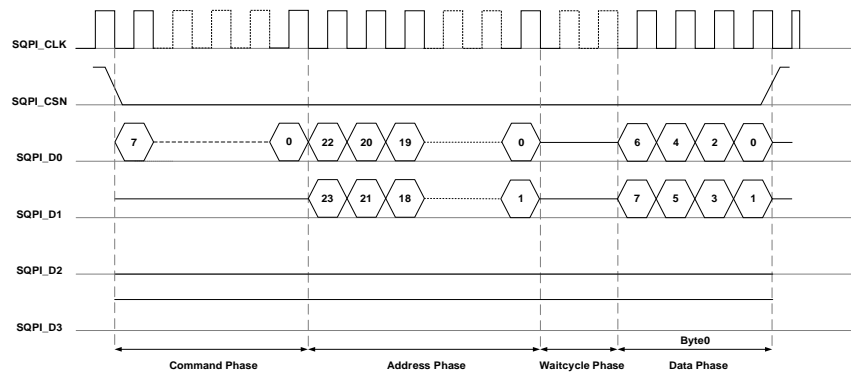 SQPI_CLK
SQPI_CSN
7 0 22 20 19 0 6 4 2 0
SQPI_D0
23 21 18 1 7 5 3 1
SQPI_D1
SQPI_D2
SQPI_D3
Byte0
Command Phase Address Phase Waitcycle Phase Data Phase